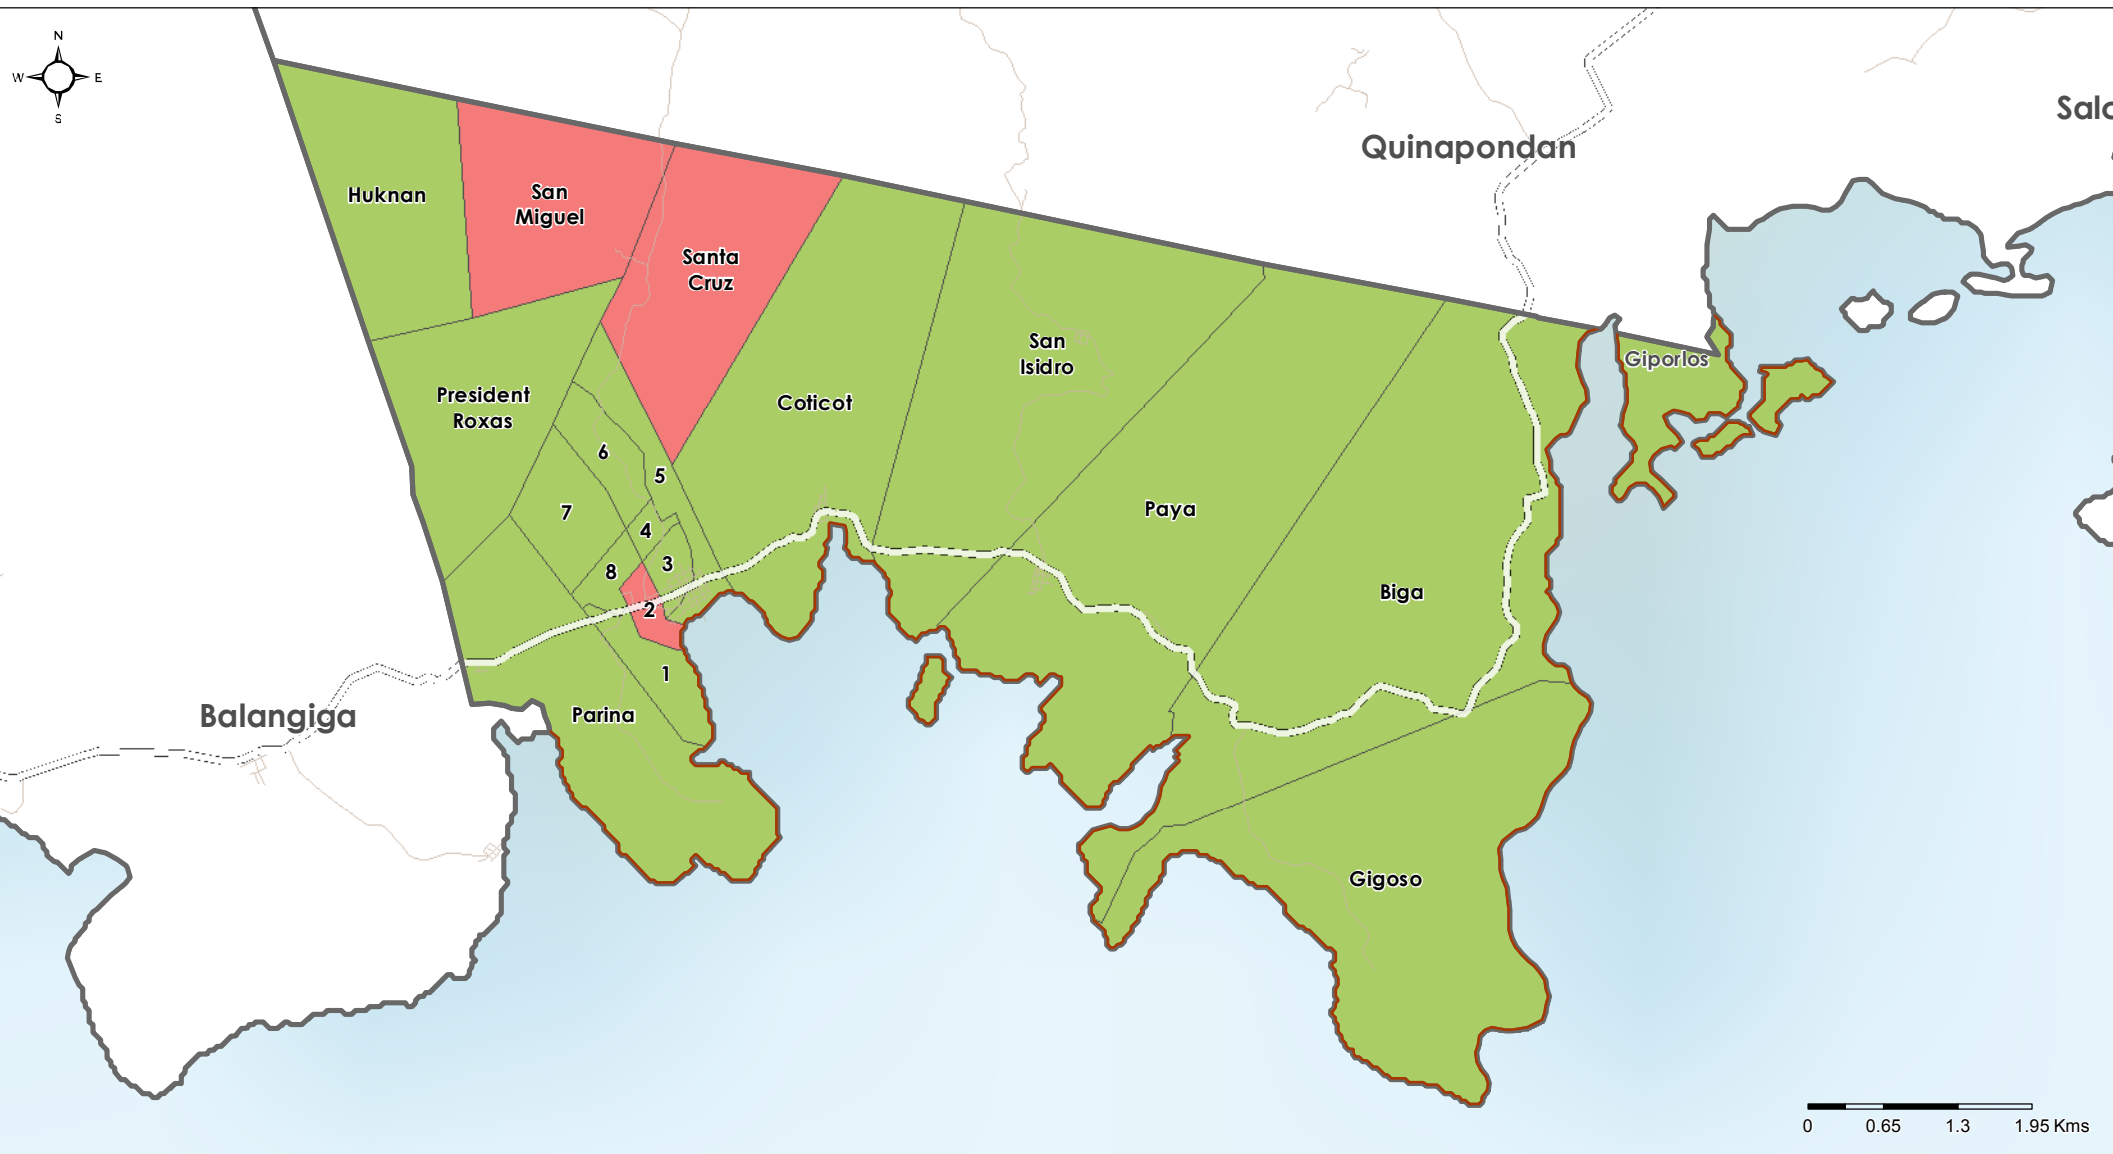 N
W E
S
Salc
Quinapondan
Huknan
San
Miguel
Santa
Cruz
San
Isidro
Giporlos
President
Roxas
Coticot
6
5
7
4
Paya
3
8
2
Biga
1
Balangiga
Parina
Gigoso
0 0.65 1.3 1.95 Kms